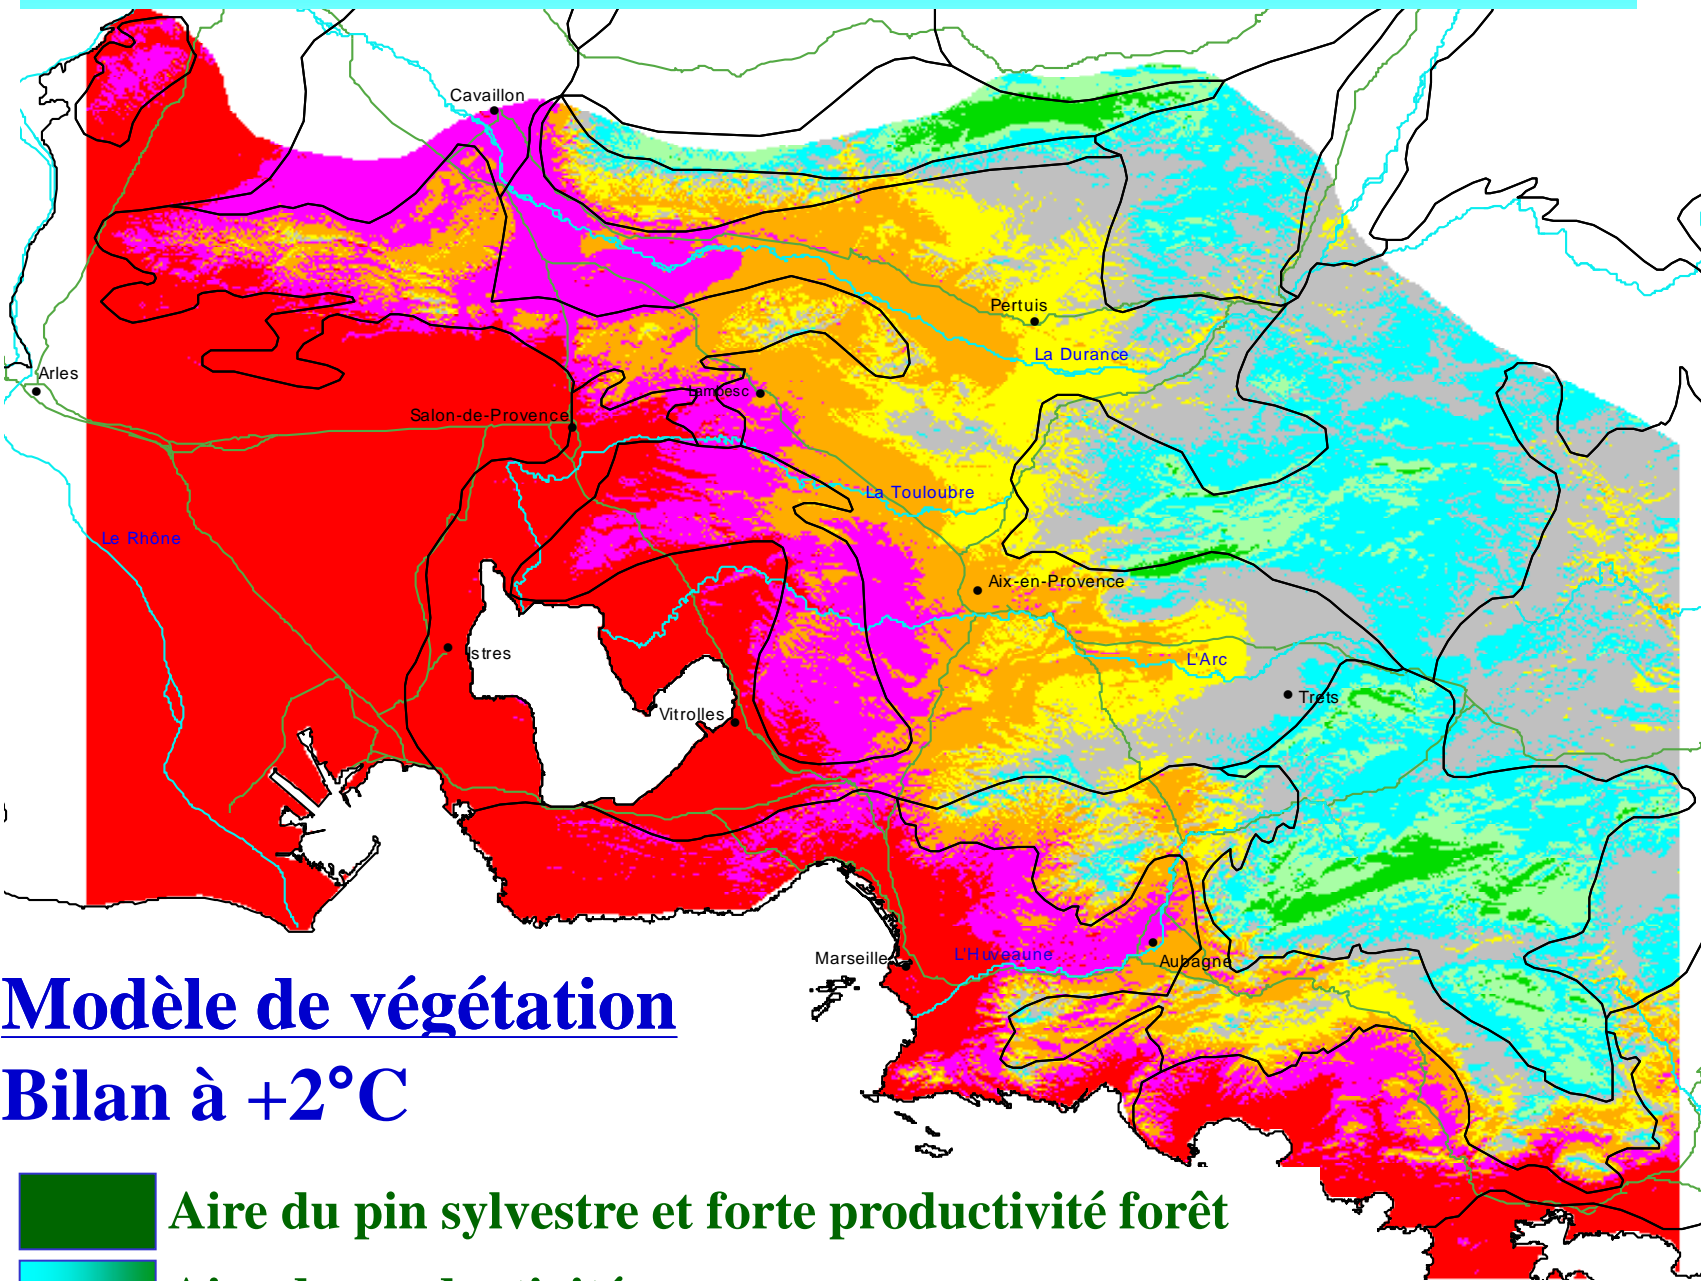 Cavaillon
Pertuis
La Durance
Arles
Lambesc
Salon-de-Provence
La Touloubre
Le Rhône
Aix-en-Provence
Istres
L'Arc
Trets
Vitrolles
Marseille
L'Huveaune
Aubagne
Modèle de végétation
Bilan à +2°C
Aire du pin sylvestre et forte productivité forêt